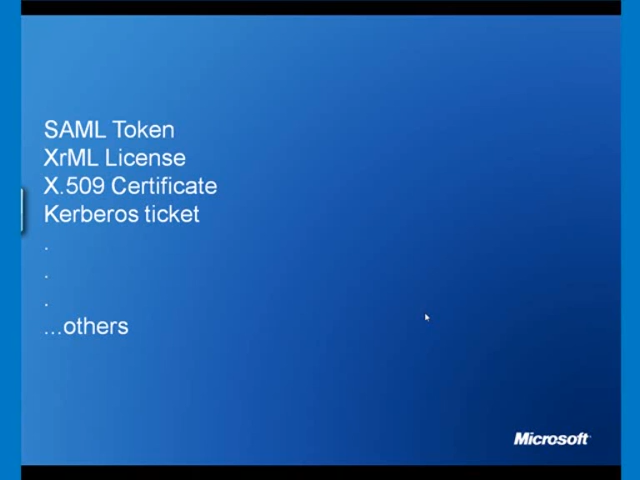 SAML Token
XrML License
X.509 Certificate
Kerberos ticket
.
.
.
...others
Microsoft